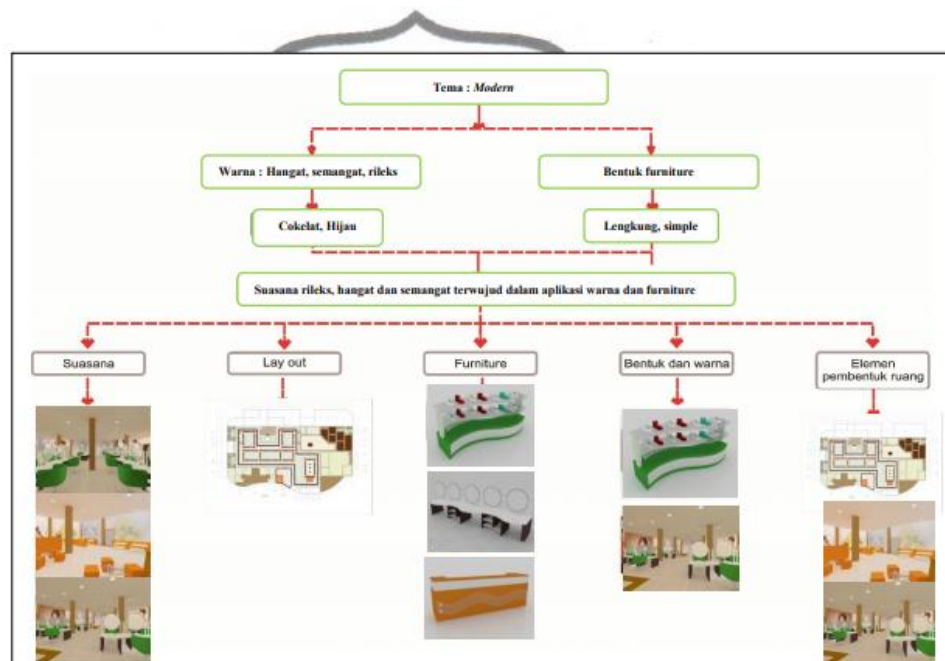 Tema : Modern
Warna : Hangat, semangat, rileks
Bentuk furniture
Cokelat, Hijau
Lengkung, simple
Suasana rileks, hangat dan semangat terwujud dalam aplikasi warna dan furniture
Suasana
Lay out
Furniture
Bentuk dan warna
Elemen
pembentuk ruang